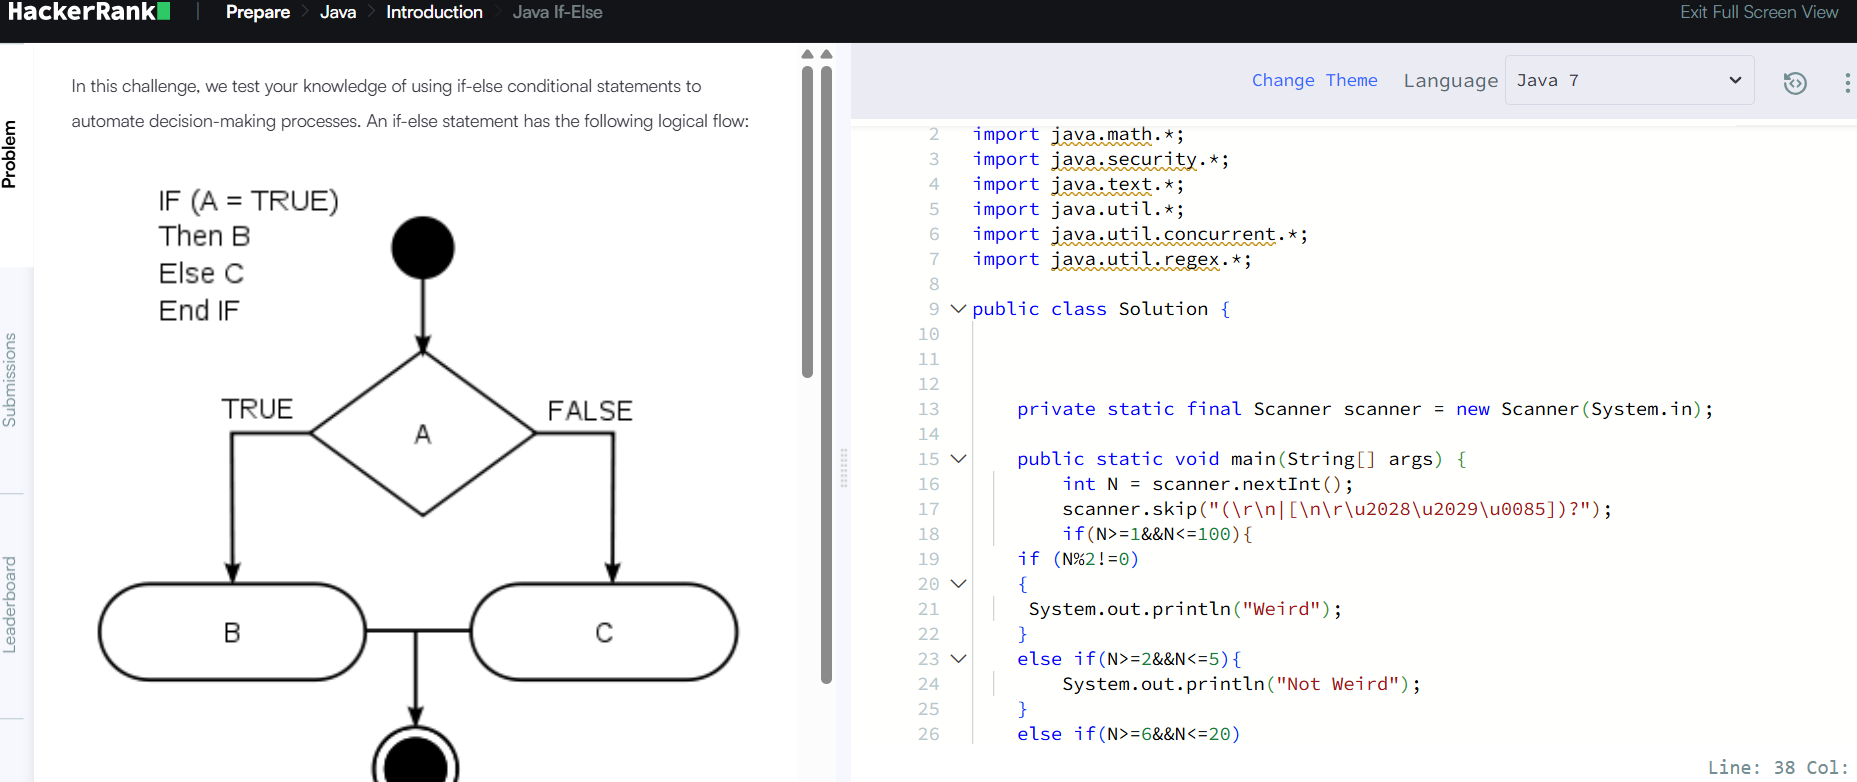 HackerRank | Prepare > Java > Introduction > Java If-Else
Exit Full Screen View
Problem
Submissions
Leaderboard
In this challenge, we test your knowledge of using if-else conditional statements to
automate decision-making processes. An if-else statement has the following logical flow:
IF (A = TRUE)
Then B
Else C
End IF
TRUE
FALSE
A
B
C
Change Theme Language Java 7
2 import java.math.*;
3 import java.security.*;
4 import java.text.*;
5 import java.util.*;
6 import java.util.concurrent.*;
7 import java.util.regex.*;
8
9 public class Solution {
10
11
12
13 private static final Scanner scanner = new Scanner(System.in);
14
15 public static void main(String[] args) {
16 int N = scanner.nextInt();
17 scanner.skip("(\r\n|[\n\r\u2028\u2029\u0085])?");
18 if(N>=1&&N<=100){
19 if (N%2!=0)
20 {
21 System.out.println("Weird");
22 }
23 else if(N>=2&&N<=5){
24 System.out.println("Not Weird");
25 }
26 else if(N>=6&&N<=20)
Line: 38 Col: